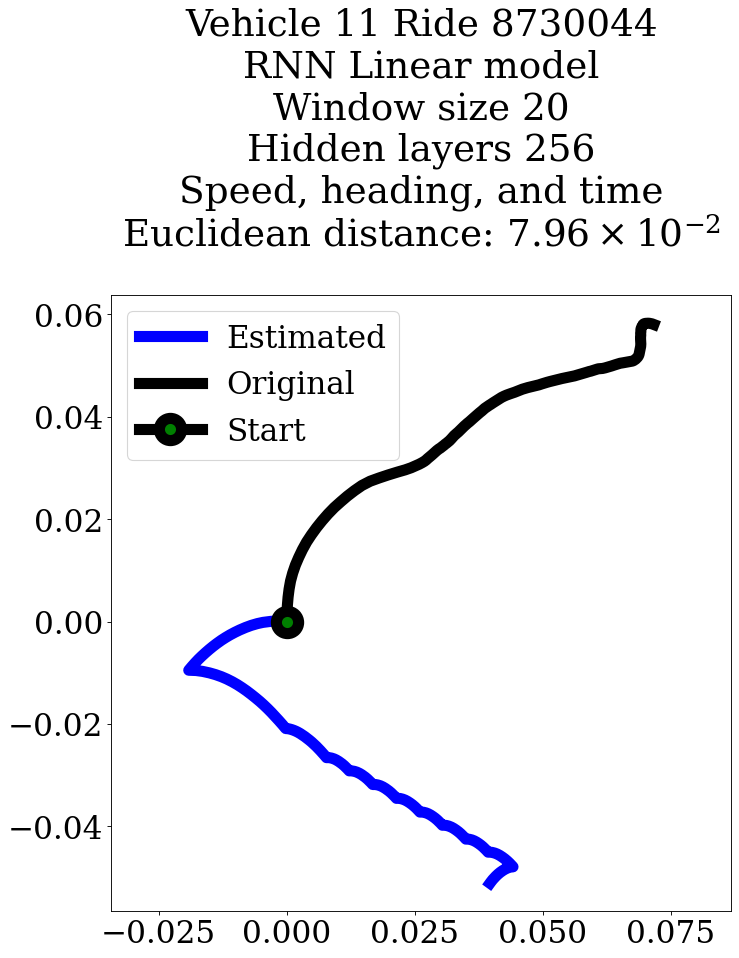 Vehicle 11 Ride 8730044
RNN Linear model
Window size 20
Hidden layers 256
Speed, heading, and time
Euclidean distance: 7.96 × 10⁻²
Estimated
Original
Start
0.06
0.04
0.02
0.00
−0.02
−0.04
−0.025 0.000 0.025 0.050 0.075